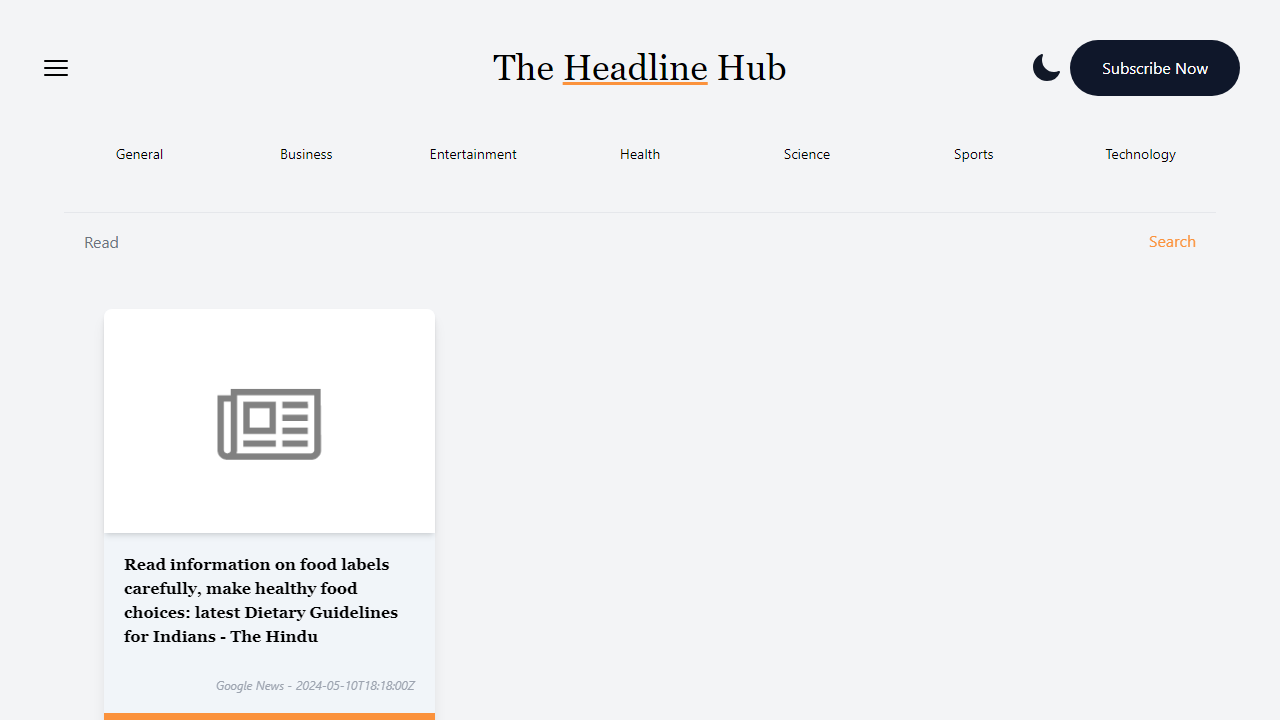 The Headline Hub
Subscribe Now
General
Business
Entertainment
Health
Science
Sports
Technology
Read
Search
Read information on food labels
carefully, make healthy food
choices: latest Dietary Guidelines
for Indians - The Hindu
Google News - 2024-05-10T18:18:00Z